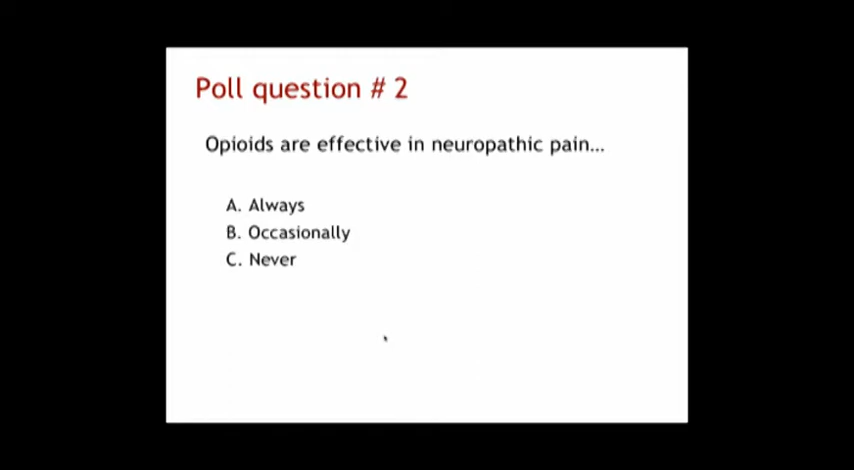 Poll question # 2
Opioids are effective in neuropathic pain...
A. Always
B. Occasionally
C. Never